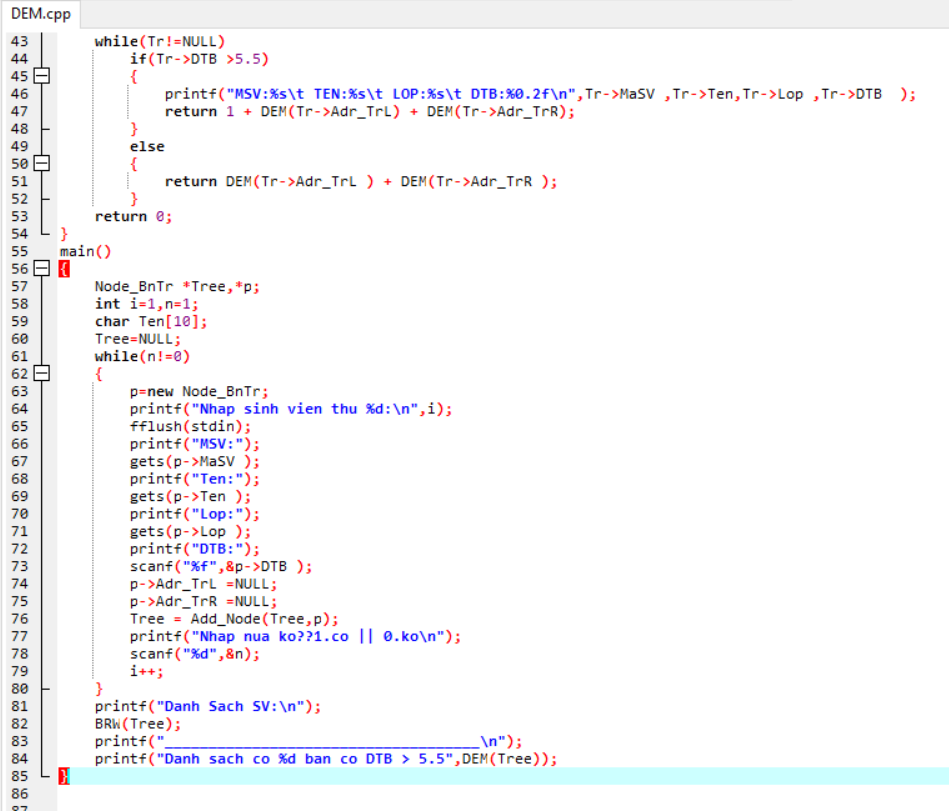 DEM.cpp
43 while(Tr!=NULL)
44 if(Tr->DTB >5.5)
45 {
46 printf("MSV:%s\t TEN:%s\t LOP:%s\t DTB:%0.2f\n",Tr->MaSV ,Tr->Ten,Tr->Lop ,Tr->DTB  );
47 return 1 + DEM(Tr->Adr_TrL) + DEM(Tr->Adr_TrR);
48 }
49 else
50 {
51 return DEM(Tr->Adr_TrL ) + DEM(Tr->Adr_TrR );
52 }
53 return 0;
54 }
55 main()
56 {
57 Node_BnTr *Tree,*p;
58 int i=1,n=1;
59 char Ten[10];
60 Tree=NULL;
61 while(n!=0)
62 {
63 p=new Node_BnTr;
64 printf("Nhap sinh vien thu %d:\n",i);
65 fflush(stdin);
66 printf("MSV:");
67 gets(p->MaSV );
68 printf("Ten:");
69 gets(p->Ten );
70 printf("Lop:");
71 gets(p->Lop );
72 printf("DTB:");
73 scanf("%f",&p->DTB );
74 p->Adr_TrL =NULL;
75 p->Adr_TrR =NULL;
76 Tree = Add_Node(Tree,p);
77 printf("Nhap nua ko??1.co || 0.ko\n");
78 scanf("%d",&n);
79 i++;
80 }
81 printf("Danh Sach SV:\n");
82 BRW(Tree);
83 printf("____________________________________\n");
84 printf("Danh sach co %d ban co DTB > 5.5",DEM(Tree));
85 }
86
87